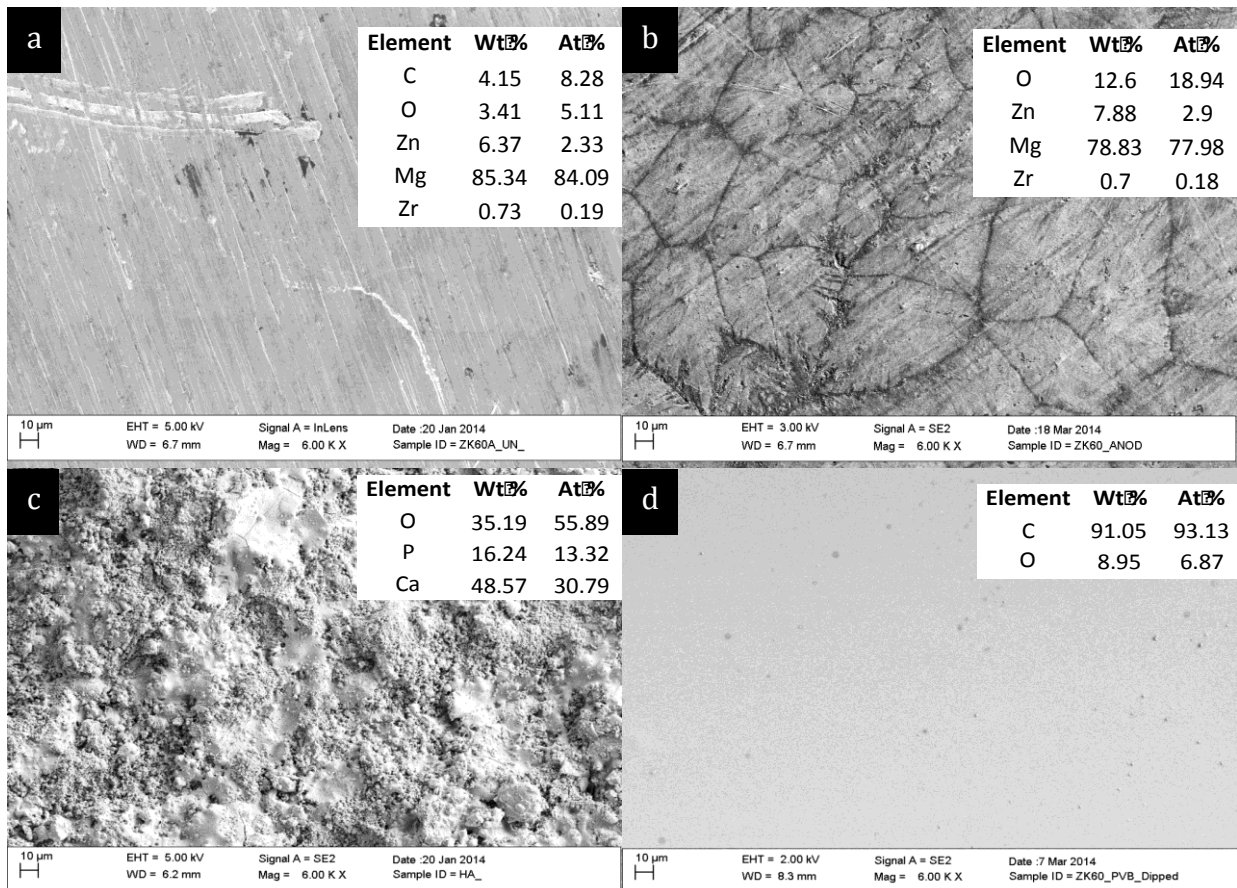 a
Element Wt% At%
C 4.15 8.28
O 3.41 5.11
Zn 6.37 2.33
Mg 85.34 84.09
Zr 0.73 0.19
10 µm
EHT = 5.00 kV Signal A = InLens Date :20 Jan 2014
WD = 6.7 mm Mag = 6.00 K X Sample ID = ZK60A_UN_
b
Element Wt% At%
O 12.6 18.94
Zn 7.88 2.9
Mg 78.83 77.98
Zr 0.7 0.18
10 µm
EHT = 3.00 kV Signal A = SE2 Date :18 Mar 2014
WD = 6.7 mm Mag = 6.00 K X Sample ID = ZK60_ANOD
c
Element Wt% At%
O 35.19 55.89
P 16.24 13.32
Ca 48.57 30.79
10 µm
EHT = 5.00 kV Signal A = SE2 Date :20 Jan 2014
WD = 6.2 mm Mag = 6.00 K X Sample ID = HA_
d
Element Wt% At%
C 91.05 93.13
O 8.95 6.87
10 µm
EHT = 2.00 kV Signal A = SE2 Date :7 Mar 2014
WD = 8.3 mm Mag = 6.00 K X Sample ID = ZK60_PVB_Dipped